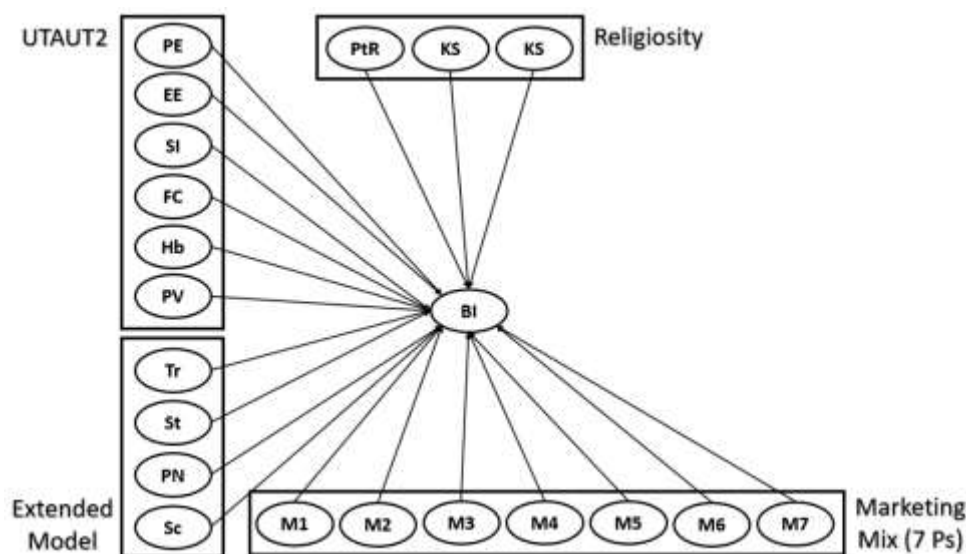 UTAUT2
PE
EE
SI
FC
Hb
PV
PtR
KS
KS
Religiosity
BI
Tr
St
PN
Sc
Extended
Model
M1
M2
M3
M4
M5
M6
M7
Marketing
Mix (7 Ps)